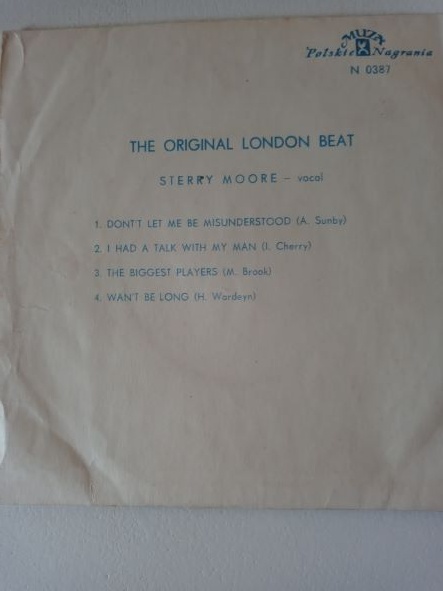 MUZA
Polskie Nagrania
N 0387
THE ORIGINAL LONDON BEAT
STERRY MOORE – vocal
1. DONT'T LET ME BE MISUNDERSTOOD (A. Sunby)
2. I HAD A TALK WITH MY MAN (I. Cherry)
3. THE BIGGEST PLAYERS (M. Brook)
4. WAN'T BE LONG (H. Wordeyn)